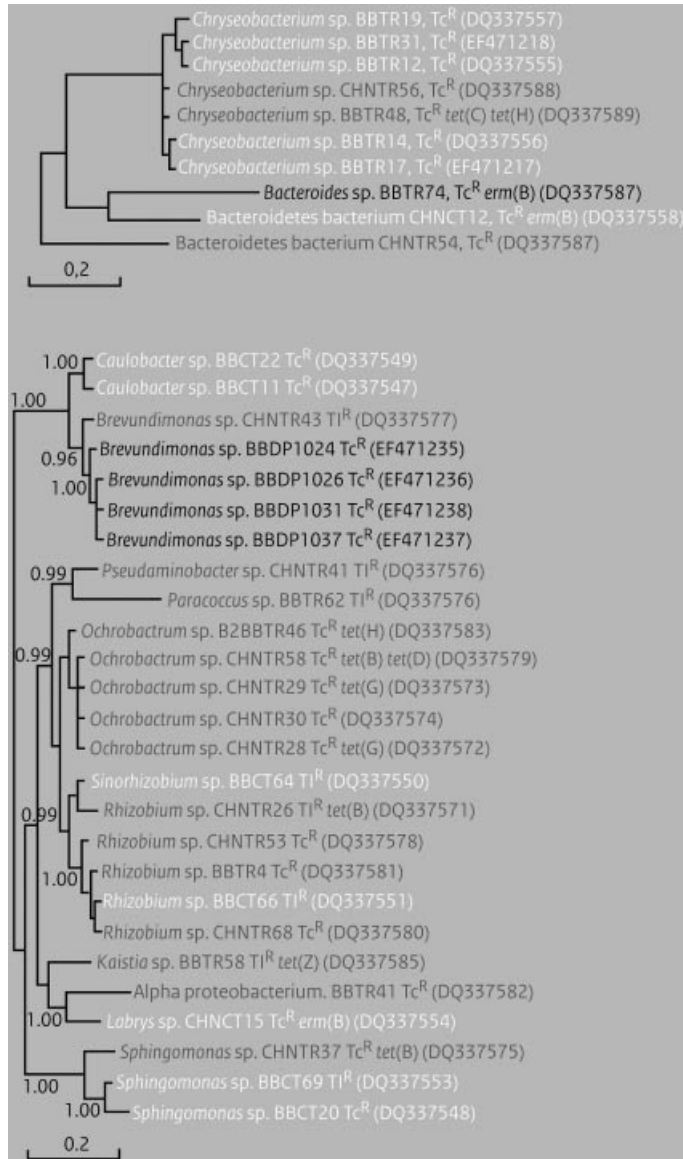 Chryseobacterium sp. BBTR19, Tcᴿ (DQ337557)
Chryseobacterium sp. BBTR31, Tcᴿ (EF471218)
Chryseobacterium sp. BBTR12, Tcᴿ (DQ337555)
Chryseobacterium sp. CHNTR56, Tcᴿ (DQ337588)
Chryseobacterium sp. BBTR48, Tcᴿ tet(C) tet(H) (DQ337589)
Chryseobacterium sp. BBTR14, Tcᴿ (DQ337556)
Chryseobacterium sp. BBTR17, Tcᴿ (EF471217)
Bacteroides sp. BBTR74, Tcᴿ erm(B) (DQ337587)
Bacteroidetes bacterium CHNCT12, Tcᴿ erm(B) (DQ337558)
Bacteroidetes bacterium CHNTR54, Tcᴿ (DQ337587)
0,2
1.00
Caulobacter sp. BBCT22 Tcᴿ (DQ337549)
Caulobacter sp. BBCT11 Tcᴿ (DQ337547)
1.00
Brevundimonas sp. CHNTR43 TIᴿ (DQ337577)
Brevundimonas sp. BBDP1024 Tcᴿ (EF471235)
0.96
Brevundimonas sp. BBDP1026 Tcᴿ (EF471236)
1.00
Brevundimonas sp. BBDP1031 Tcᴿ (EF471238)
Brevundimonas sp. BBDP1037 Tcᴿ (EF471237)
0.99
Pseudaminobacter sp. CHNTR41 TIᴿ (DQ337576)
Paracoccus sp. BBTR62 TIᴿ (DQ337576)
Ochrobactrum sp. B2BBTR46 Tcᴿ tet(H) (DQ337583)
0.99
Ochrobactrum sp. CHNTR58 Tcᴿ tet(B) tet(D) (DQ337579)
Ochrobactrum sp. CHNTR29 Tcᴿ tet(G) (DQ337573)
Ochrobactrum sp. CHNTR30 Tcᴿ (DQ337574)
Ochrobactrum sp. CHNTR28 Tcᴿ tet(G) (DQ337572)
Sinorhizobium sp. BBCT64 TIᴿ (DQ337550)
Rhizobium sp. CHNTR26 TIᴿ tet(B) (DQ337571)
0.99
Rhizobium sp. CHNTR53 Tcᴿ (DQ337578)
Rhizobium sp. BBTR4 Tcᴿ (DQ337581)
1.00
Rhizobium sp. BBCT66 TIᴿ (DQ337551)
Rhizobium sp. CHNTR68 Tcᴿ (DQ337580)
Kaistia sp. BBTR58 TIᴿ tet(Z) (DQ337585)
Alpha proteobacterium. BBTR41 Tcᴿ (DQ337582)
1.00
Labrys sp. CHNCT15 Tcᴿ erm(B) (DQ337554)
Sphingomonas sp. CHNTR37 Tcᴿ tet(B) (DQ337575)
1.00
Sphingomonas sp. BBCT69 TIᴿ (DQ337553)
1.00
Sphingomonas sp. BBCT20 Tcᴿ (DQ337548)
0.2